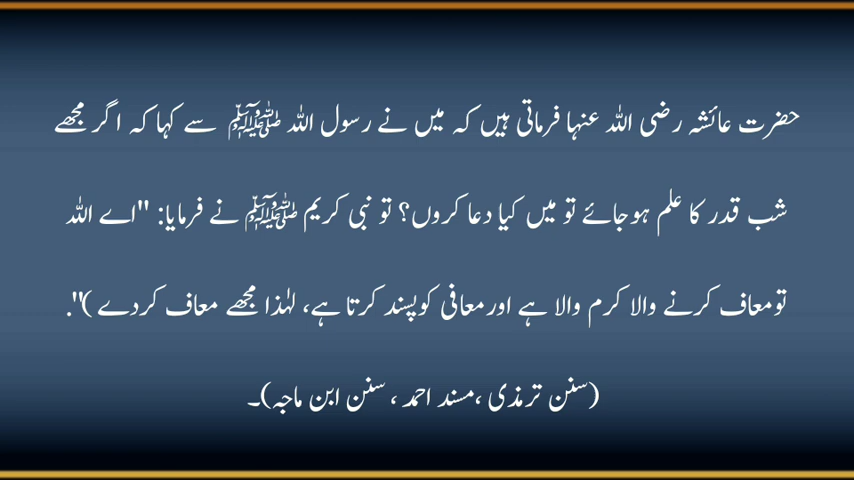 حضرت عائشہ رضی اللہ عنہا فرماتی ہیں کہ میں نے رسول اللہ ﷺ سے کہا کہ اگر مجھے
شب قدر کا علم ہوجائے تو میں کیا دعا کروں؟ تو نبی کریم ﷺ نے فرمایا: "اے اللہ
تو معاف کرنے والا کرم والا ہے اور معافی کو پسند کرتا ہے، لہٰذا مجھے معاف کردے )".
(سنن ترمذی ،مسند احمد ، سنن ابن ماجہ)۔